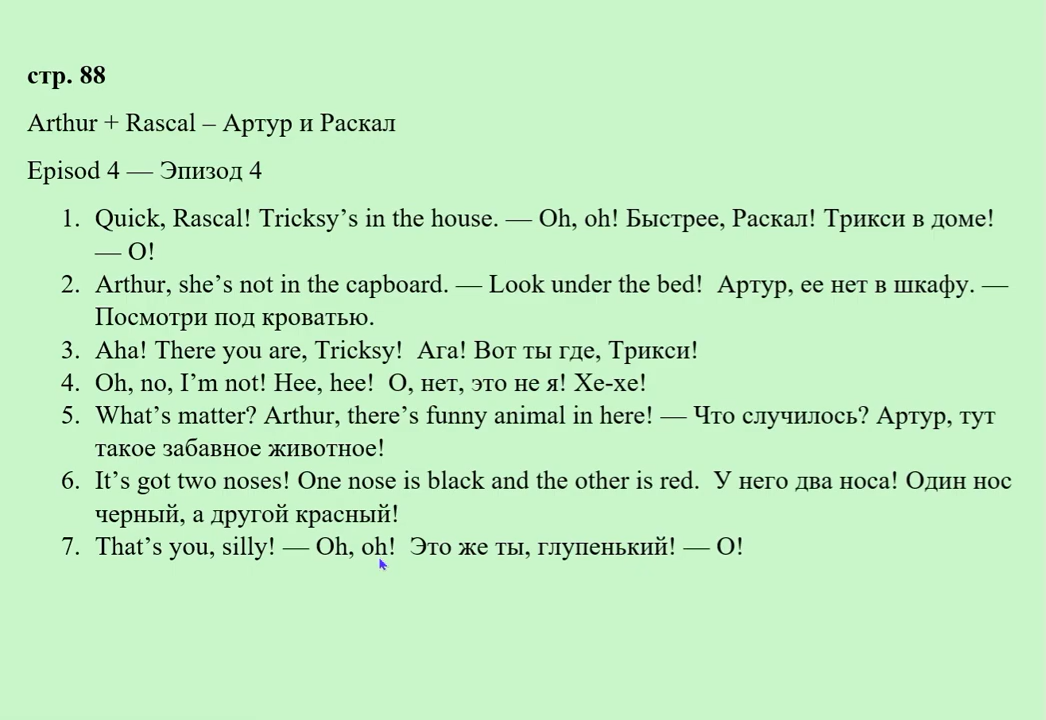 стр. 88
Arthur + Rascal – Артур и Раскал
Episod 4 — Эпизод 4
1. Quick, Rascal! Tricksy’s in the house. — Oh, oh! Быстрее, Раскал! Трикси в доме!
— О!
2. Arthur, she’s not in the capboard. — Look under the bed!  Артур, ее нет в шкафу. —
Посмотри под кроватью.
3. Aha! There you are, Tricksy!  Ага! Вот ты где, Трикси!
4. Oh, no, I’m not! Hee, hee!  О, нет, это не я! Хе-хе!
5. What’s matter? Arthur, there’s funny animal in here! — Что случилось? Артур, тут
такое забавное животное!
6. It’s got two noses! One nose is black and the other is red.  У него два носа! Один нос
черный, а другой красный!
7. That’s you, silly! — Oh, oh!  Это же ты, глупенький! — О!